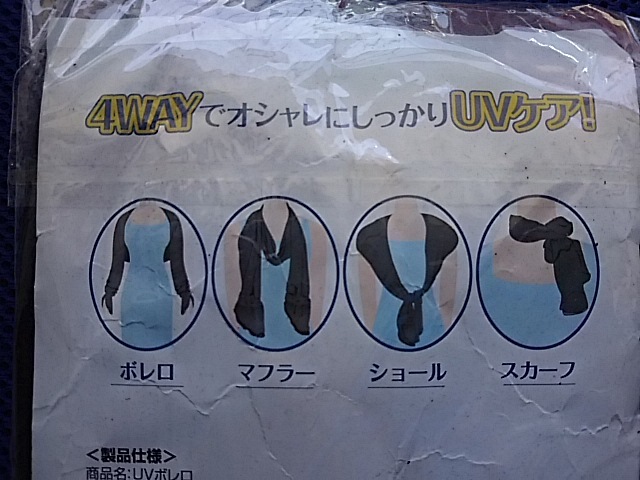 4WAYでオシャレにしっかりUVケア!
ボレロ
マフラー
ショール
スカーフ
<製品仕様>
商品名:UVボレロ